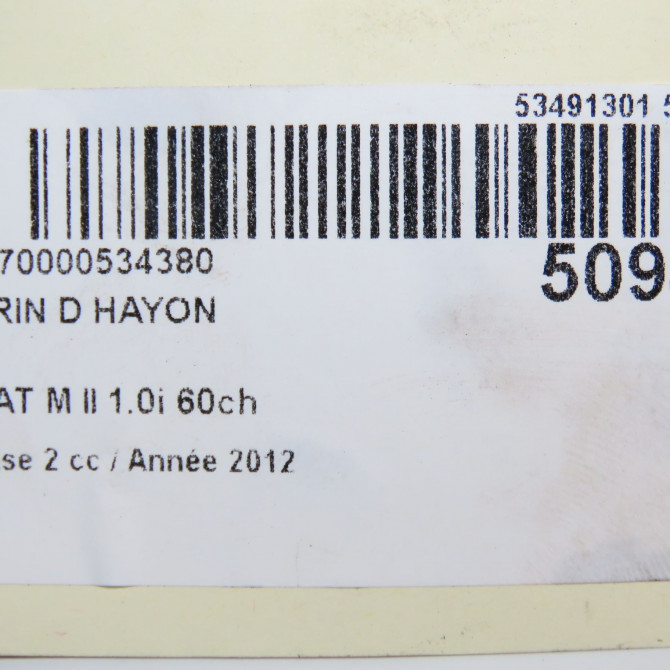 53491301 5
70000534380
509
RIN D HAYON
AT M II 1.0i 60ch
se 2 cc / Année 2012